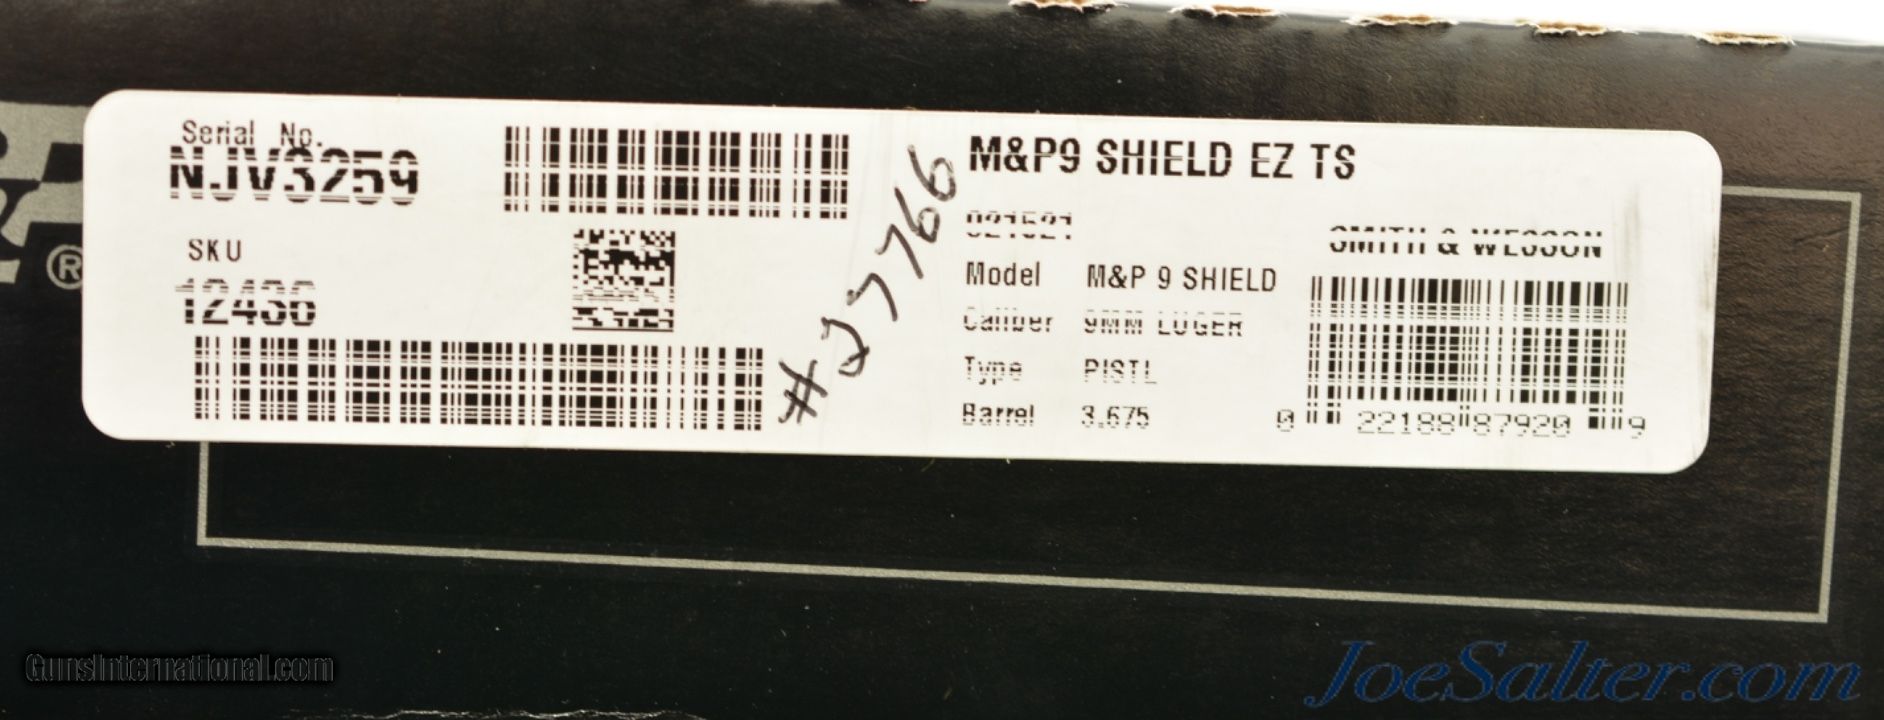 Serial No.
NJV3259
SKU
12436
#27766
M&P9 SHIELD EZ TS
021521
Model M&P 9 SHIELD
Caliber 9MM LUGER
Type PISTL
Barrel 3.675
SMITH & WESSON
0 22188 87920 9
®
GunsInternational.com
JoeSalter.com